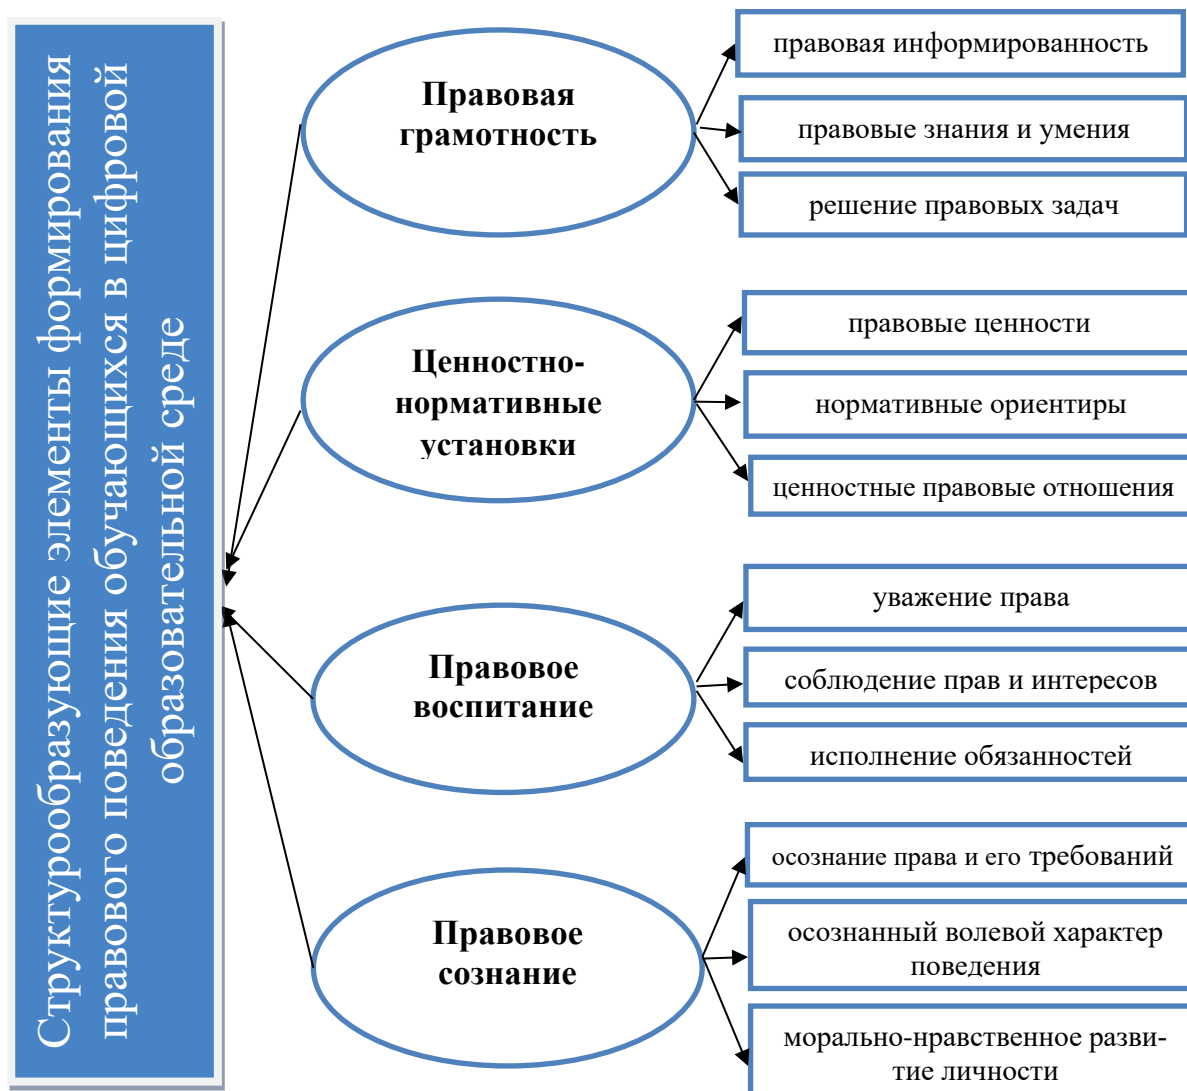 Структурообразующие элементы формирования
правового поведения обучающихся в цифровой
образовательной среде
Правовая
грамотность
правовая информированность
правовые знания и умения
решение правовых задач
Ценностно-
нормативные
установки
правовые ценности
нормативные ориентиры
ценностные правовые отношения
Правовое
воспитание
уважение права
соблюдение прав и интересов
исполнение обязанностей
Правовое
сознание
осознание права и его требований
осознанный волевой характер
поведения
морально-нравственное разви-
тие личности